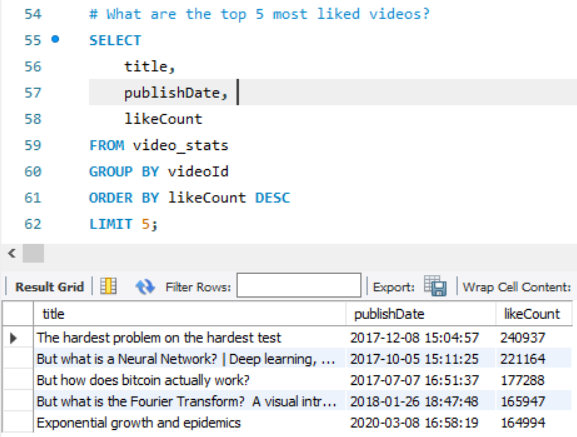 54 # What are the top 5 most liked videos?
55 SELECT
56 title,
57 publishDate,
58 likeCount
59 FROM video_stats
60 GROUP BY videoId
61 ORDER BY likeCount DESC
62 LIMIT 5;
Result Grid Filter Rows: Export: Wrap Cell Content:
title publishDate likeCount
The hardest problem on the hardest test 2017-12-08 15:04:57 240937
But what is a Neural Network? | Deep learning, ... 2017-10-05 15:11:25 221164
But how does bitcoin actually work? 2017-07-07 16:51:37 177288
But what is the Fourier Transform? A visual intr... 2018-01-26 18:47:48 165947
Exponential growth and epidemics 2020-03-08 16:58:19 164994